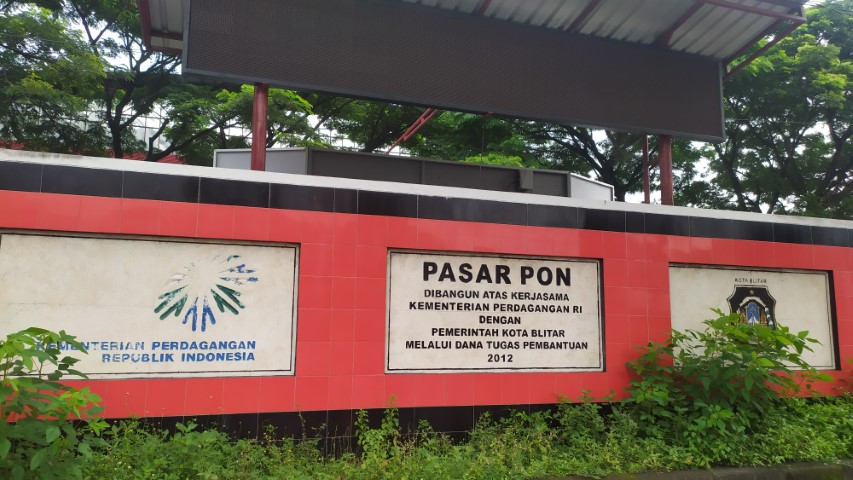 KEMENTERIAN PERDAGANGAN
REPUBLIK INDONESIA
PASAR PON
DIBANGUN ATAS KERJASAMA
KEMENTERIAN PERDAGANGAN RI
DENGAN
PEMERINTAH KOTA BLITAR
MELALUI DANA TUGAS PEMBANTUAN
2012
KOTA BLITAR